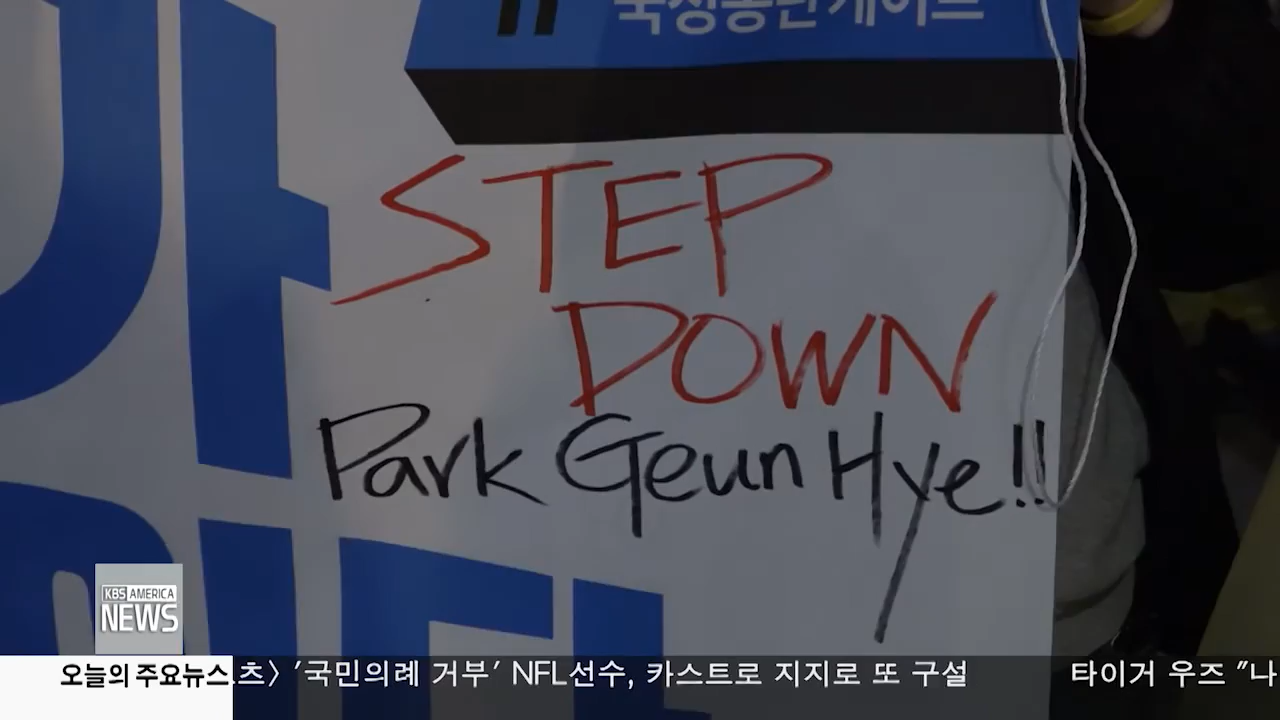 국정농단게이트
STEP
DOWN
Park Geun Hye!!
KBS AMERICA
NEWS
오늘의 주요뉴스 츠〉 '국민의례 거부' NFL선수, 카스트로 지지로 또 구설 타이거 우즈 "나